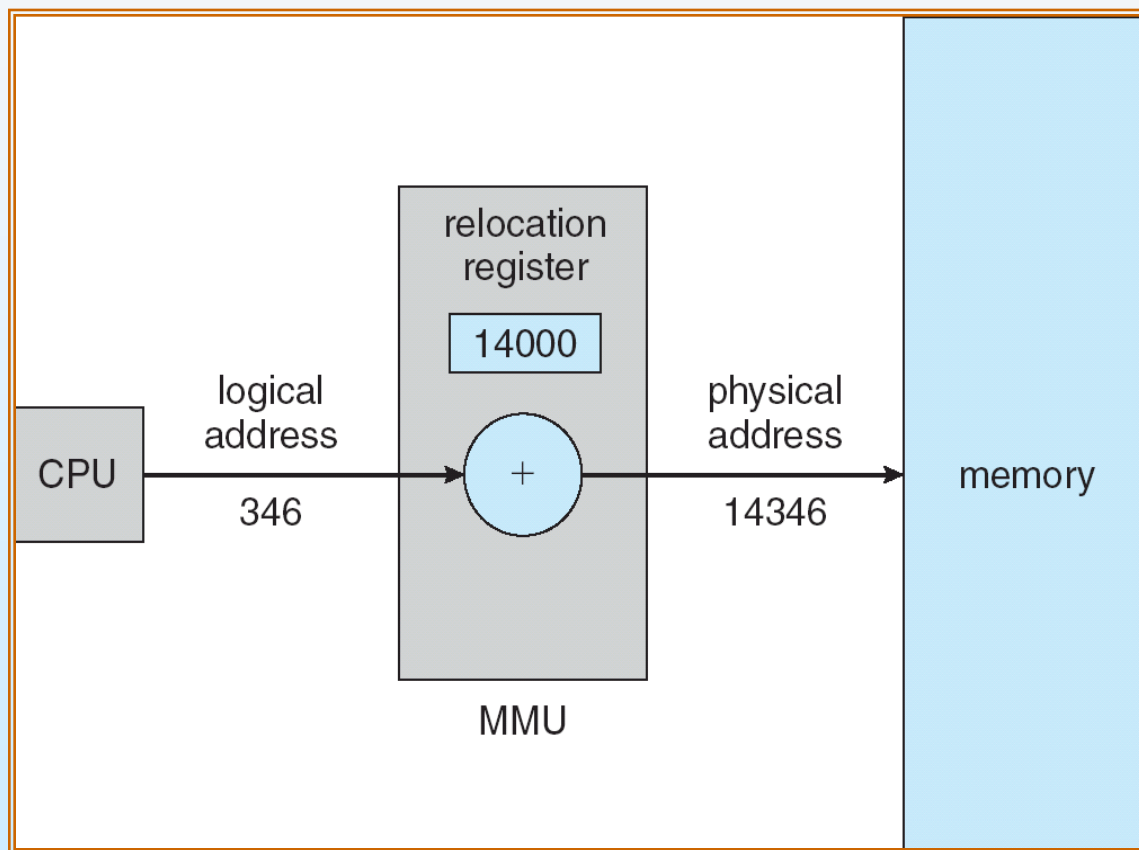 relocation
register
14000
logical
address
physical
address
CPU
+
memory
346
14346
MMU